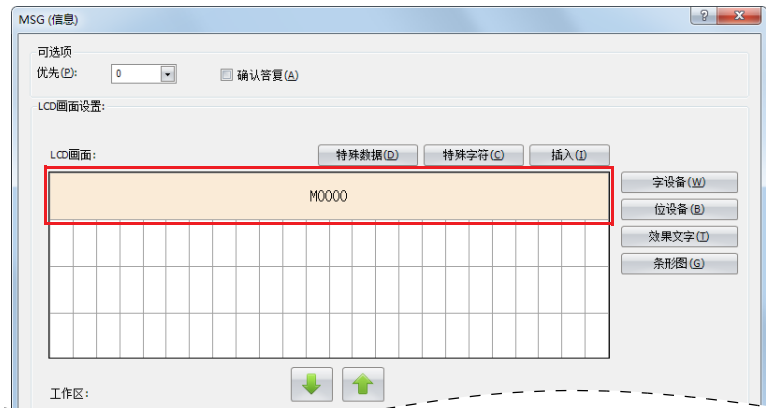 MSG (信息)
可选项
优先(P): 0 确认答复(A)
LCD画面设置:
LCD画面: 特殊数据(D) 特殊字符(C) 插入(I)
M0000
字设备(W)
位设备(B)
效果文字(T)
条形图(G)
工作区: